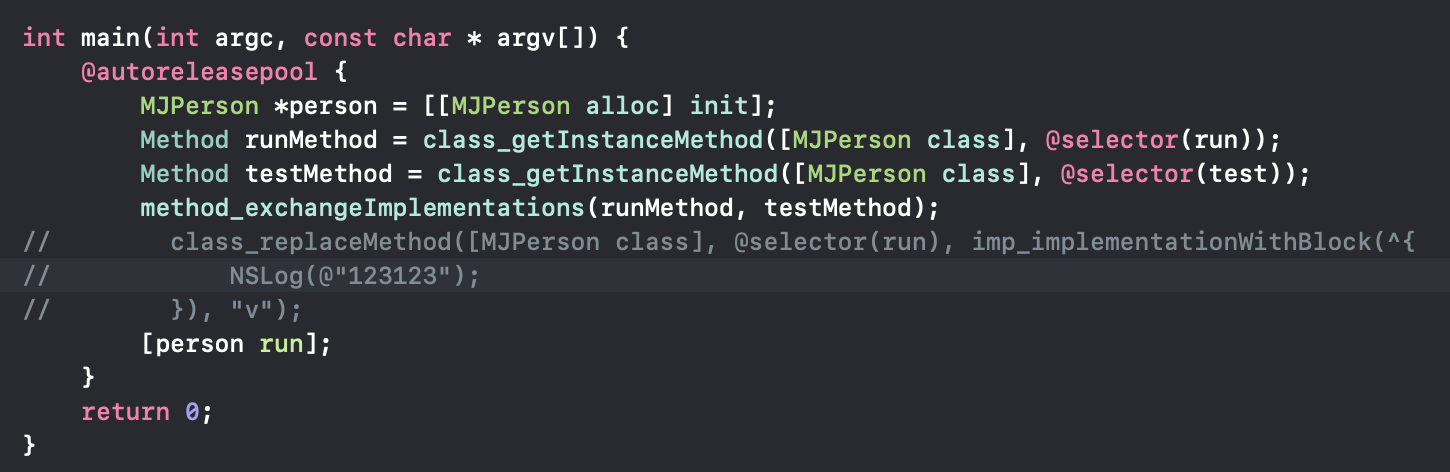 int main(int argc, const char * argv[]) {
    @autoreleasepool {
        MJPerson *person = [[MJPerson alloc] init];
        Method runMethod = class_getInstanceMethod([MJPerson class], @selector(run));
        Method testMethod = class_getInstanceMethod([MJPerson class], @selector(test));
        method_exchangeImplementations(runMethod, testMethod);
//        class_replaceMethod([MJPerson class], @selector(run), imp_implementationWithBlock(^{
//            NSLog(@"123123");
//        }), "v");
        [person run];
    }
    return 0;
}